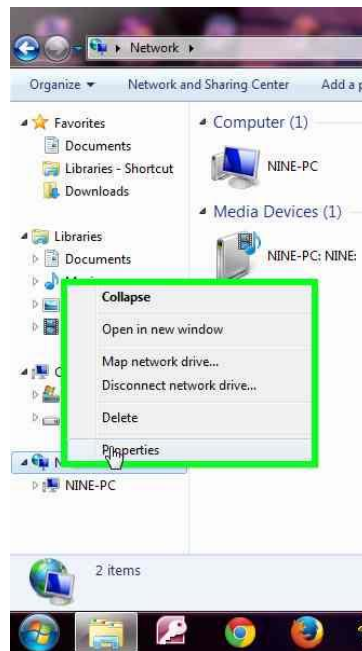 Network
Organize
Network and Sharing Center
Add a
Favorites
Documents
Libraries - Shortcut
Downloads
Libraries
Documents
Computer (1)
NINE-PC
Media Devices (1)
NINE-PC: NINE:
Collapse
Open in new window
Map network drive...
Disconnect network drive...
Delete
Properties
NINE-PC
2 items